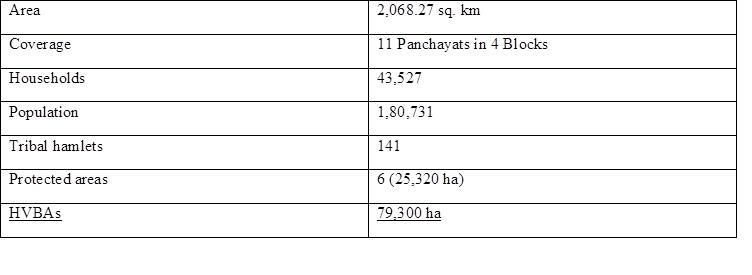 Area 2,068.27 sq. km
Coverage 11 Panchayats in 4 Blocks
Households 43,527
Population 1,80,731
Tribal hamlets 141
Protected areas 6 (25,320 ha)
HVBAs 79,300 ha